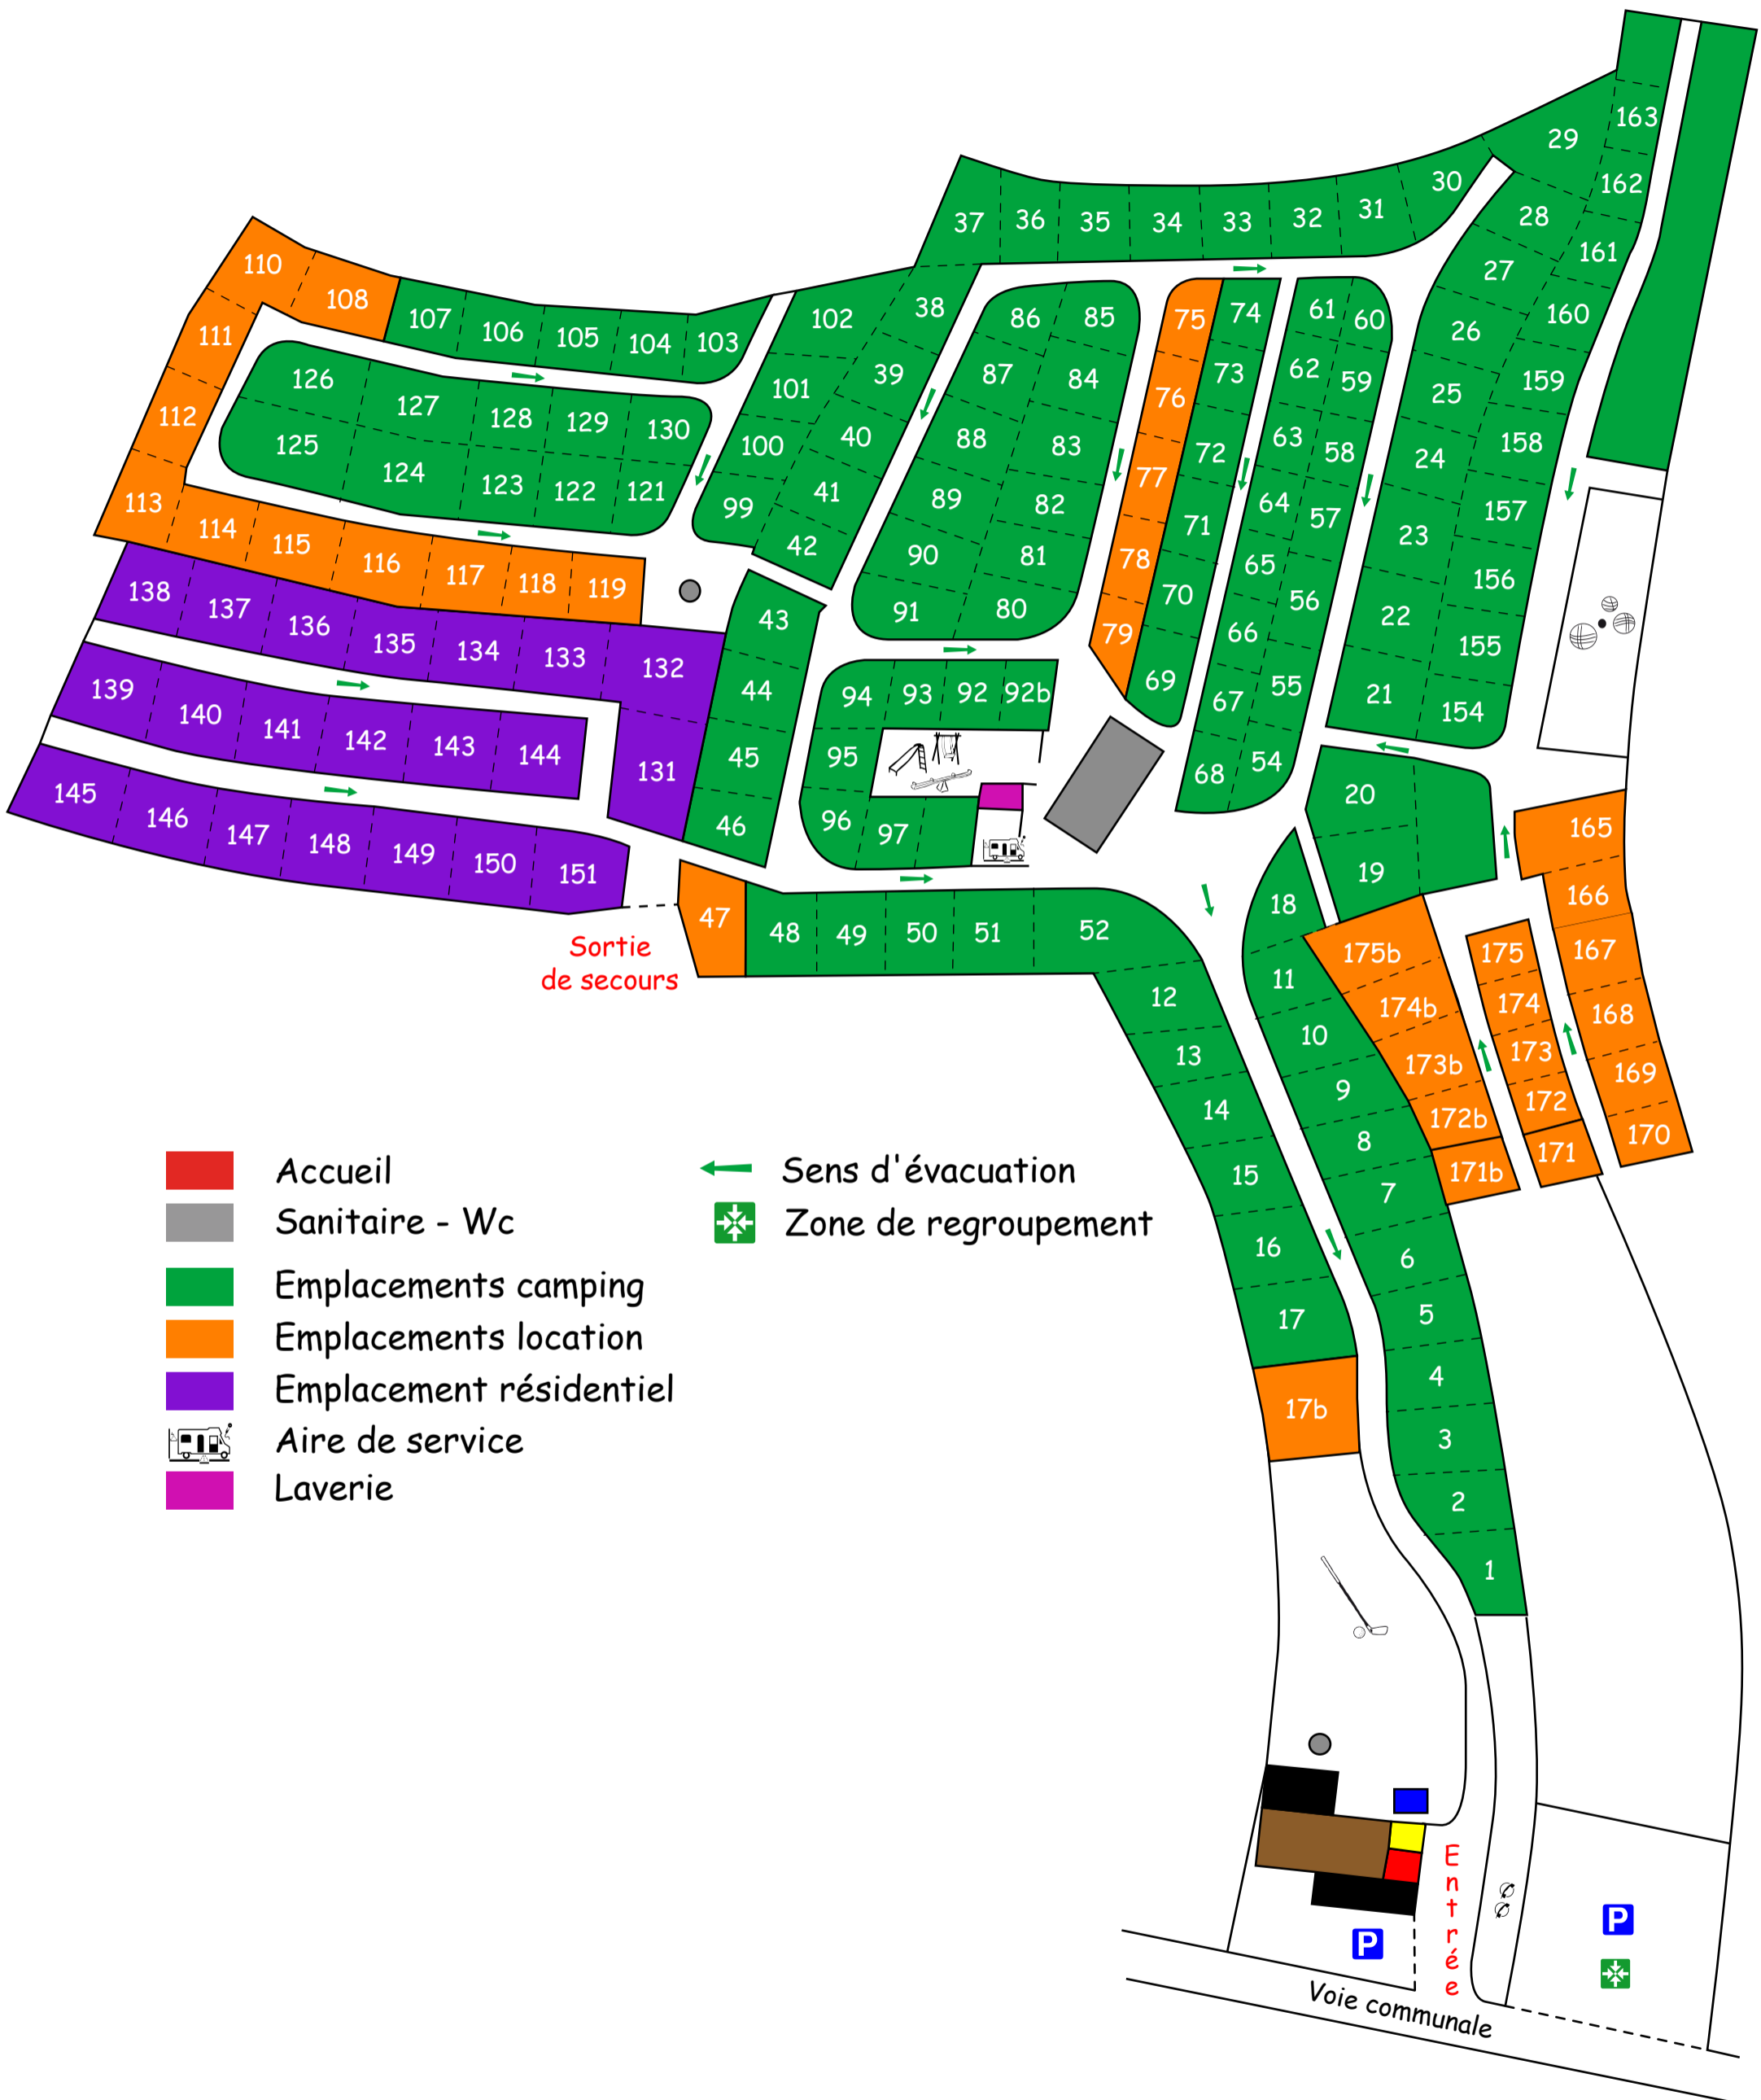 163
29
162
30
28
161
37 36 35 34 33 32 31
27
160
110
108
107 106 105 104 103
111
112
113
102 38
101 39
100 40
99 41
42
86 85
87 84
88 83
89 82
90 81
91 80
75 74
76 73
77 72
78 71
79 70
69
61 60
62 59
63 58
64 57
65 56
66 55
67 54
68
26 159
25 158
24 157
23 156
22 155
21 154
126 127 128 129 130
125 124 123 122 121
114 115 116 117 118 119
138 137 136 135 134 133 132
139 140 141 142 143 144 131
145 146 147 148 149 150 151
43
44
45
46
94 93 92 92b
95
96 97
20
19
18
165
166
167
168
169
170
47 48 49 50 51 52
Sortie
de secours
175b
174b
173b
172b
171b
175
174
173
172
171
12
13
14
15
16
17
17b
11
10
9
8
7
6
5
4
3
2
1
Accueil
Sanitaire - Wc
Emplacements camping
Emplacements location
Emplacement résidentiel
Aire de service
Laverie
Sens d'évacuation
Zone de regroupement
Entrée
P
P
Voie communale